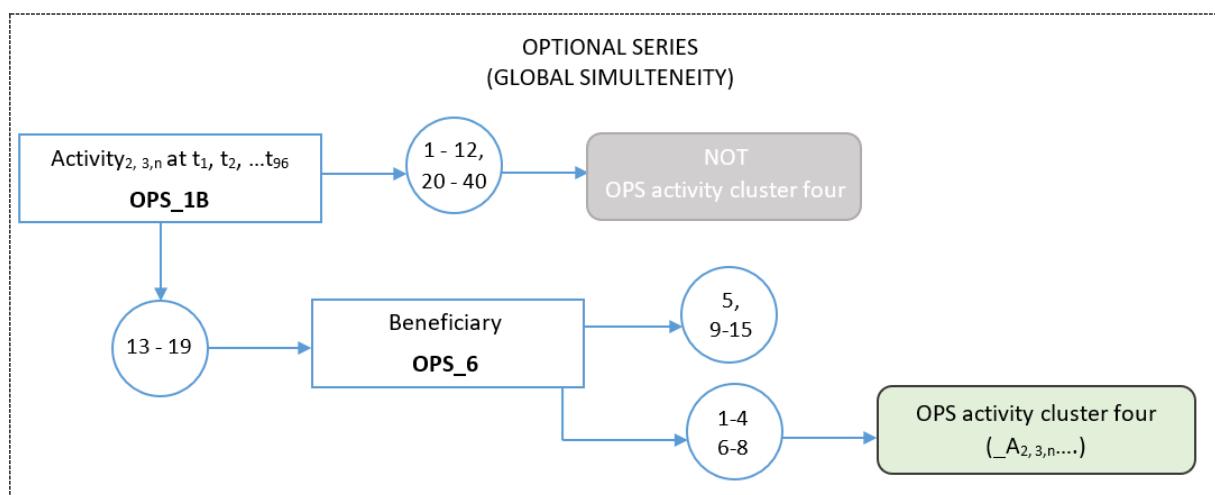 OPTIONAL SERIES
(GLOBAL SIMULTENEITY)
Activity2, 3,n at t1, t2, ...t96
OPS_1B
1 - 12,
20 - 40
NOT
OPS activity cluster four
13 - 19
Beneficiary
OPS_6
5,
9-15
1-4
6-8
OPS activity cluster four
(_A2, 3,n....)